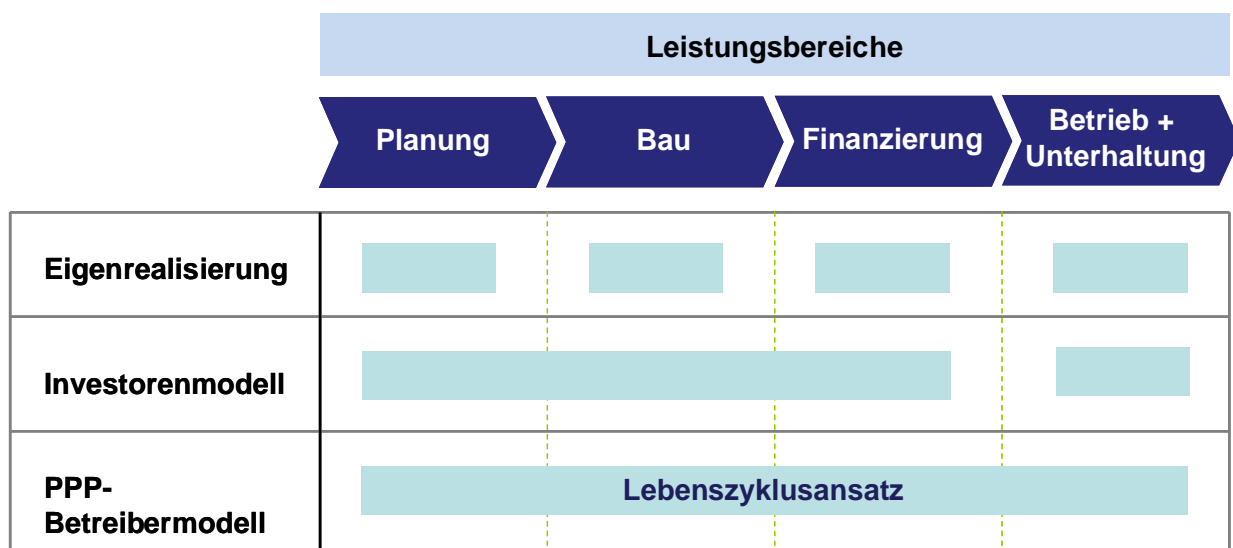 Leistungsbereiche
Planung
Bau
Finanzierung
Betrieb +
Unterhaltung
Eigenrealisierung
Investorenmodell
PPP-
Betreibermodell
Lebenszyklusansatz